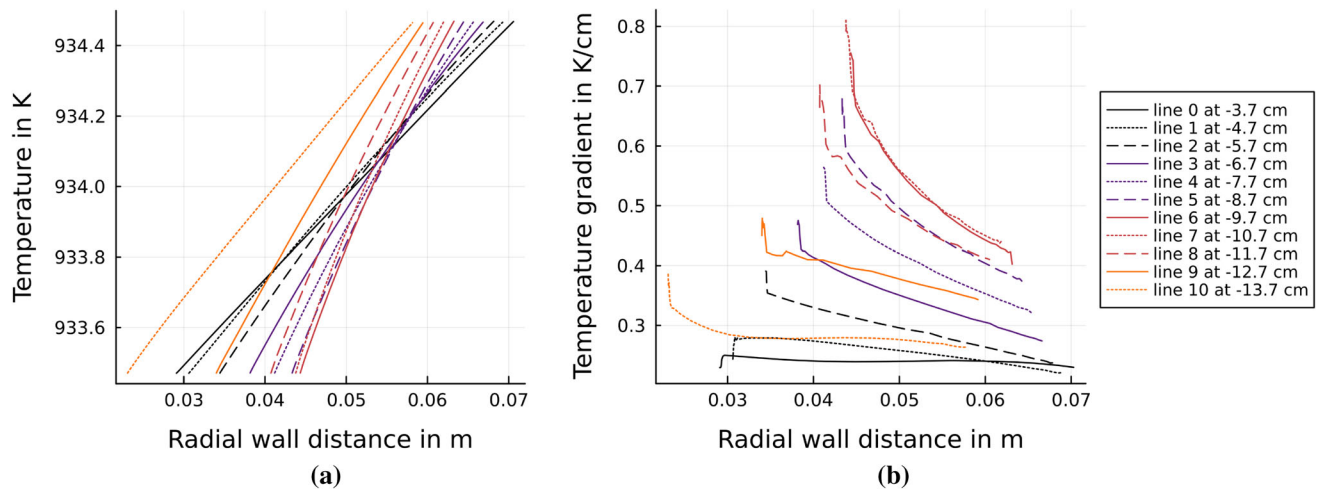 Temperature in K
934.4
934.2
934.0
933.8
933.6
0.03 0.04 0.05 0.06 0.07
Radial wall distance in m
(a)
Temperature gradient in K/cm
0.8
0.7
0.6
0.5
0.4
0.3
0.03 0.04 0.05 0.06 0.07
Radial wall distance in m
(b)
line 0 at -3.7 cm
line 1 at -4.7 cm
line 2 at -5.7 cm
line 3 at -6.7 cm
line 4 at -7.7 cm
line 5 at -8.7 cm
line 6 at -9.7 cm
line 7 at -10.7 cm
line 8 at -11.7 cm
line 9 at -12.7 cm
line 10 at -13.7 cm